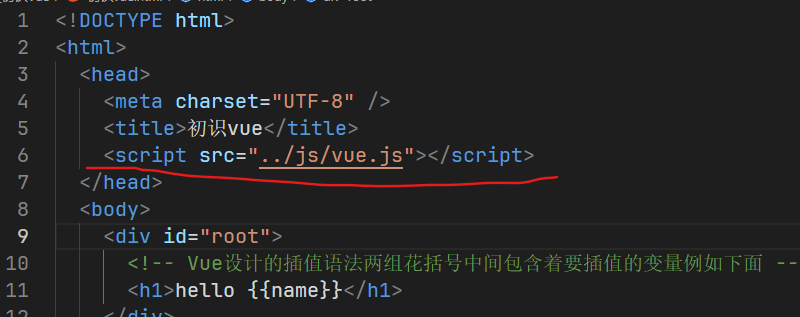 1 <!DOCTYPE html>
2 <html>
3 <head>
4 <meta charset="UTF-8" />
5 <title>初识vue</title>
6 <script src="../js/vue.js"></script>
7 </head>
8 <body>
9 <div id="root">
10 <!-- Vue设计的插值语法两组花括号中间包含着要插值的变量例如下面 --
11 <h1>hello {{name}}</h1>
12 </div>